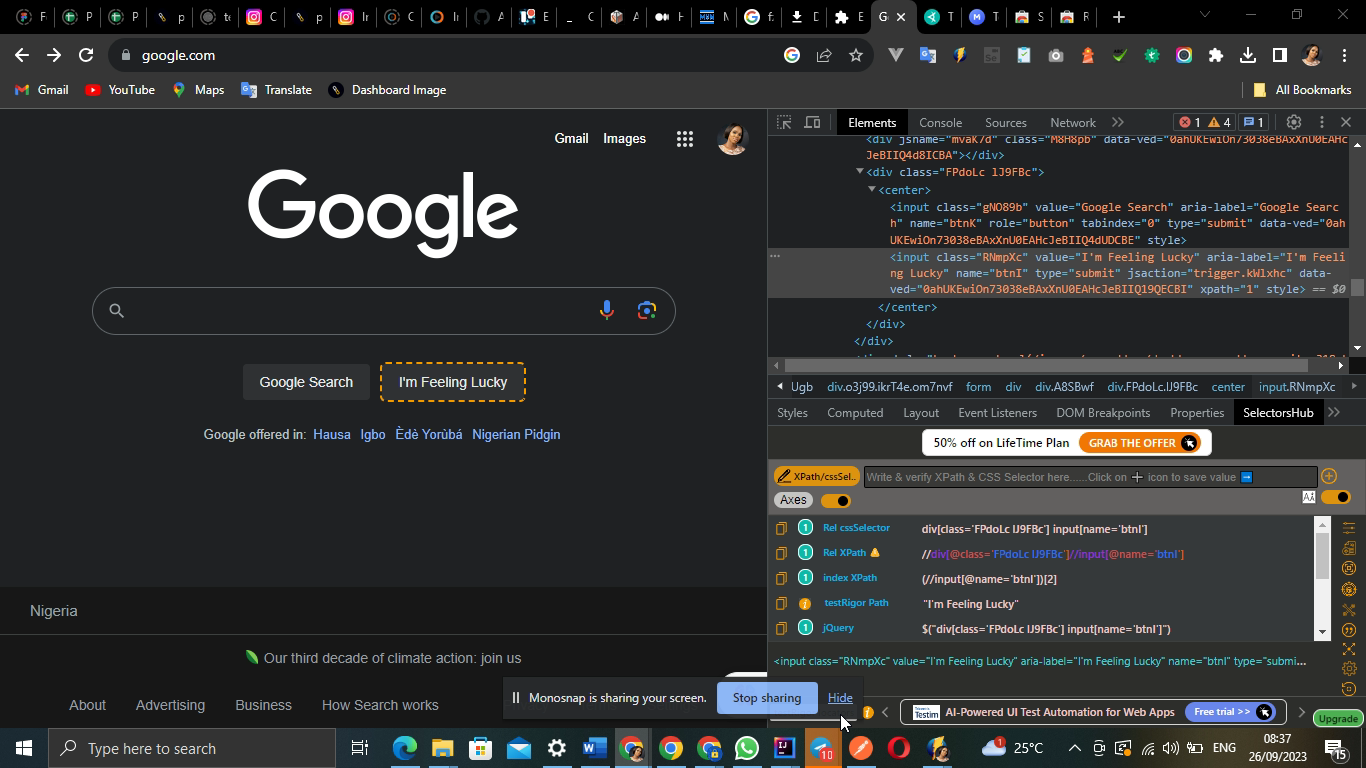 google.com
Gmail YouTube Maps Translate Dashboard Image All Bookmarks
Gmail Images
Google
Google Search I'm Feeling Lucky
Google offered in: Hausa Igbo Èdè Yorùbá Nigerian Pidgin
Nigeria
Our third decade of climate action: join us
About Advertising Business How Search works
Elements Console Sources Network 1 4 1
<div class="FPdoLc lJ9FBc">
<center>
<input class="gNO89b" value="Google Search" aria-label="Google Searc
h" name="btnK" role="button" tabindex="0" type="submit" data-ved="0ah
UKEwiOn73038eBAxXnU0EAHcJeBIIQ4dUDCBE" style>
<input class="RNmpXc" value="I'm Feeling Lucky" aria-label="I'm Feeli
ng Lucky" name="btnI" type="submit" jsaction="trigger.kWlxhc" data-
ved="0ahUKEwiOn73038eBAxXnU0EAHcJeBIIQ19QECBI" xpath="1" style> == $0
</center>
</div>
</div>
Ugb div.o3j99.ikrT4e.om7nvf form div div.A8SBwf div.FPdoLc.lJ9FBc center input.RNmpXc
Styles Computed Layout Event Listeners DOM Breakpoints Properties SelectorsHub
50% off on LifeTime Plan GRAB THE OFFER
XPath/cssSel.. Write & verify XPath & CSS Selector here......Click on + icon to save value
Axes
1 Rel cssSelector div[class='FPdoLc lJ9FBc'] input[name='btnI']
1 Rel XPath //div[@class='FPdoLc lJ9FBc']//input[@name='btnI']
1 index XPath (//input[@name='btnI'])[2]
testRigor Path "I'm Feeling Lucky"
1 jQuery $("div[class='FPdoLc lJ9FBc'] input[name='btnI']")
<input class="RNmpXc" value="I'm Feeling Lucky" aria-label="I'm Feeling Lucky" name="btnI" type="submi...
Monosnap is sharing your screen. Stop sharing Hide
Testim AI-Powered UI Test Automation for Web Apps Free trial >>
Upgrade
Type here to search
10
25°C ENG
08:37
26/09/2023
15